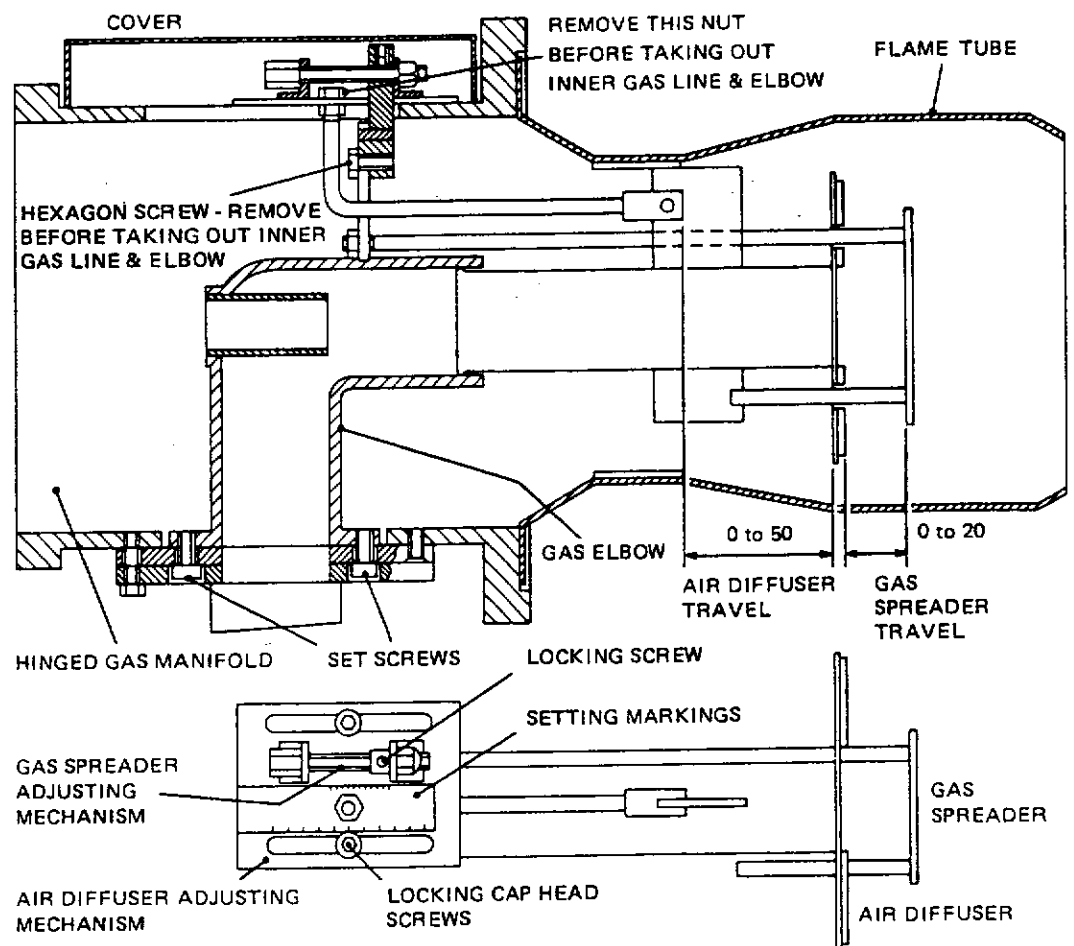 COVER
REMOVE THIS NUT
BEFORE TAKING OUT
INNER GAS LINE & ELBOW
FLAME TUBE
HEXAGON SCREW - REMOVE
BEFORE TAKING OUT INNER
GAS LINE & ELBOW
GAS ELBOW
0 to 50
0 to 20
AIR DIFFUSER
TRAVEL
GAS
SPREADER
TRAVEL
HINGED GAS MANIFOLD
SET SCREWS
LOCKING SCREW
SETTING MARKINGS
GAS SPREADER
ADJUSTING
MECHANISM
GAS
SPREADER
AIR DIFFUSER ADJUSTING
MECHANISM
LOCKING CAP HEAD
SCREWS
AIR DIFFUSER